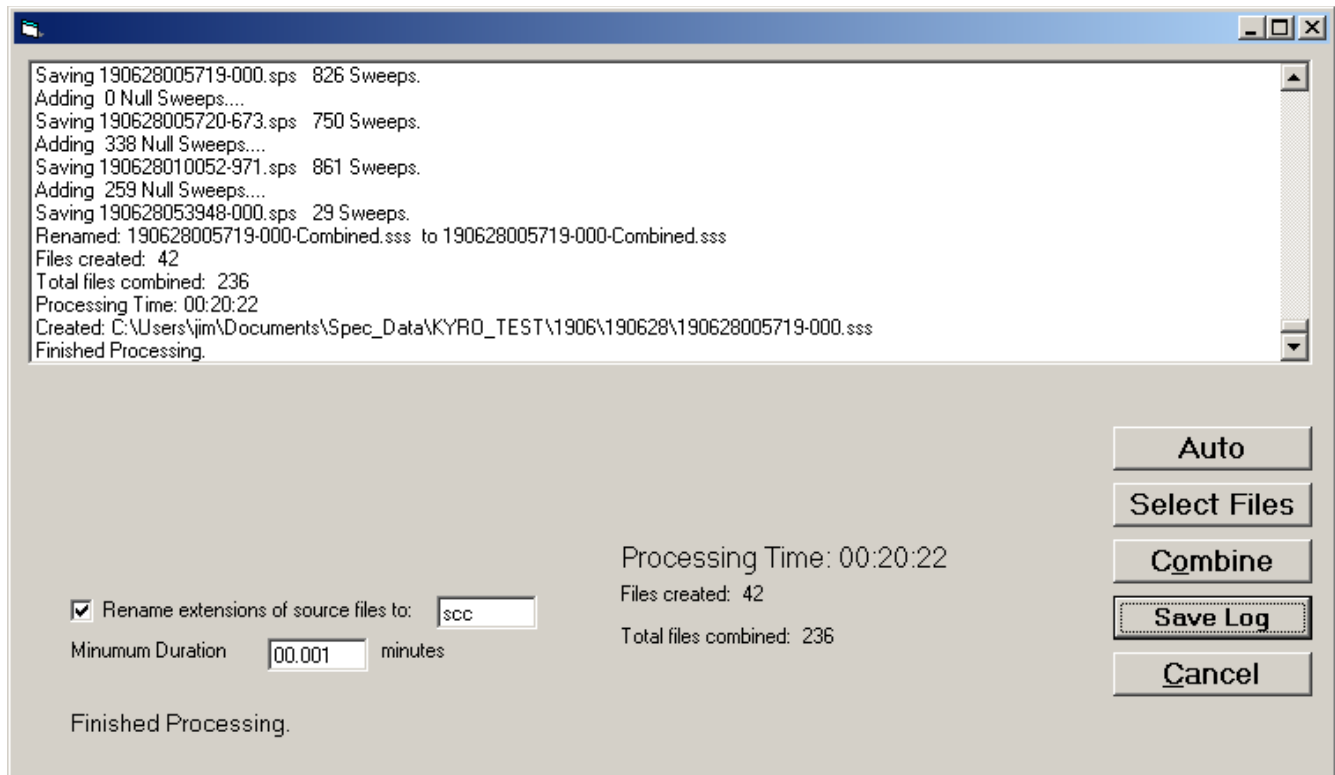 Saving 190628005719-000.sps 826 Sweeps.
Adding 0 Null Sweeps....
Saving 190628005720-673.sps 750 Sweeps.
Adding 338 Null Sweeps....
Saving 190628010052-971.sps 861 Sweeps.
Adding 259 Null Sweeps....
Saving 190628053948-000.sps 29 Sweeps.
Renamed: 190628005719-000-Combined.sss to 190628005719-000-Combined.sss
Files created: 42
Total files combined: 236
Processing Time: 00:20:22
Created: C:\Users\jim\Documents\Spec_Data\KYRO_TEST\1906\190628\190628005719-000.sss
Finished Processing.
Auto
Select Files
Processing Time: 00:20:22
Combine
Files created: 42
Rename extensions of source files to: scc
Save Log
Total files combined: 236
Minumum Duration 00.001 minutes
Cancel
Finished Processing.